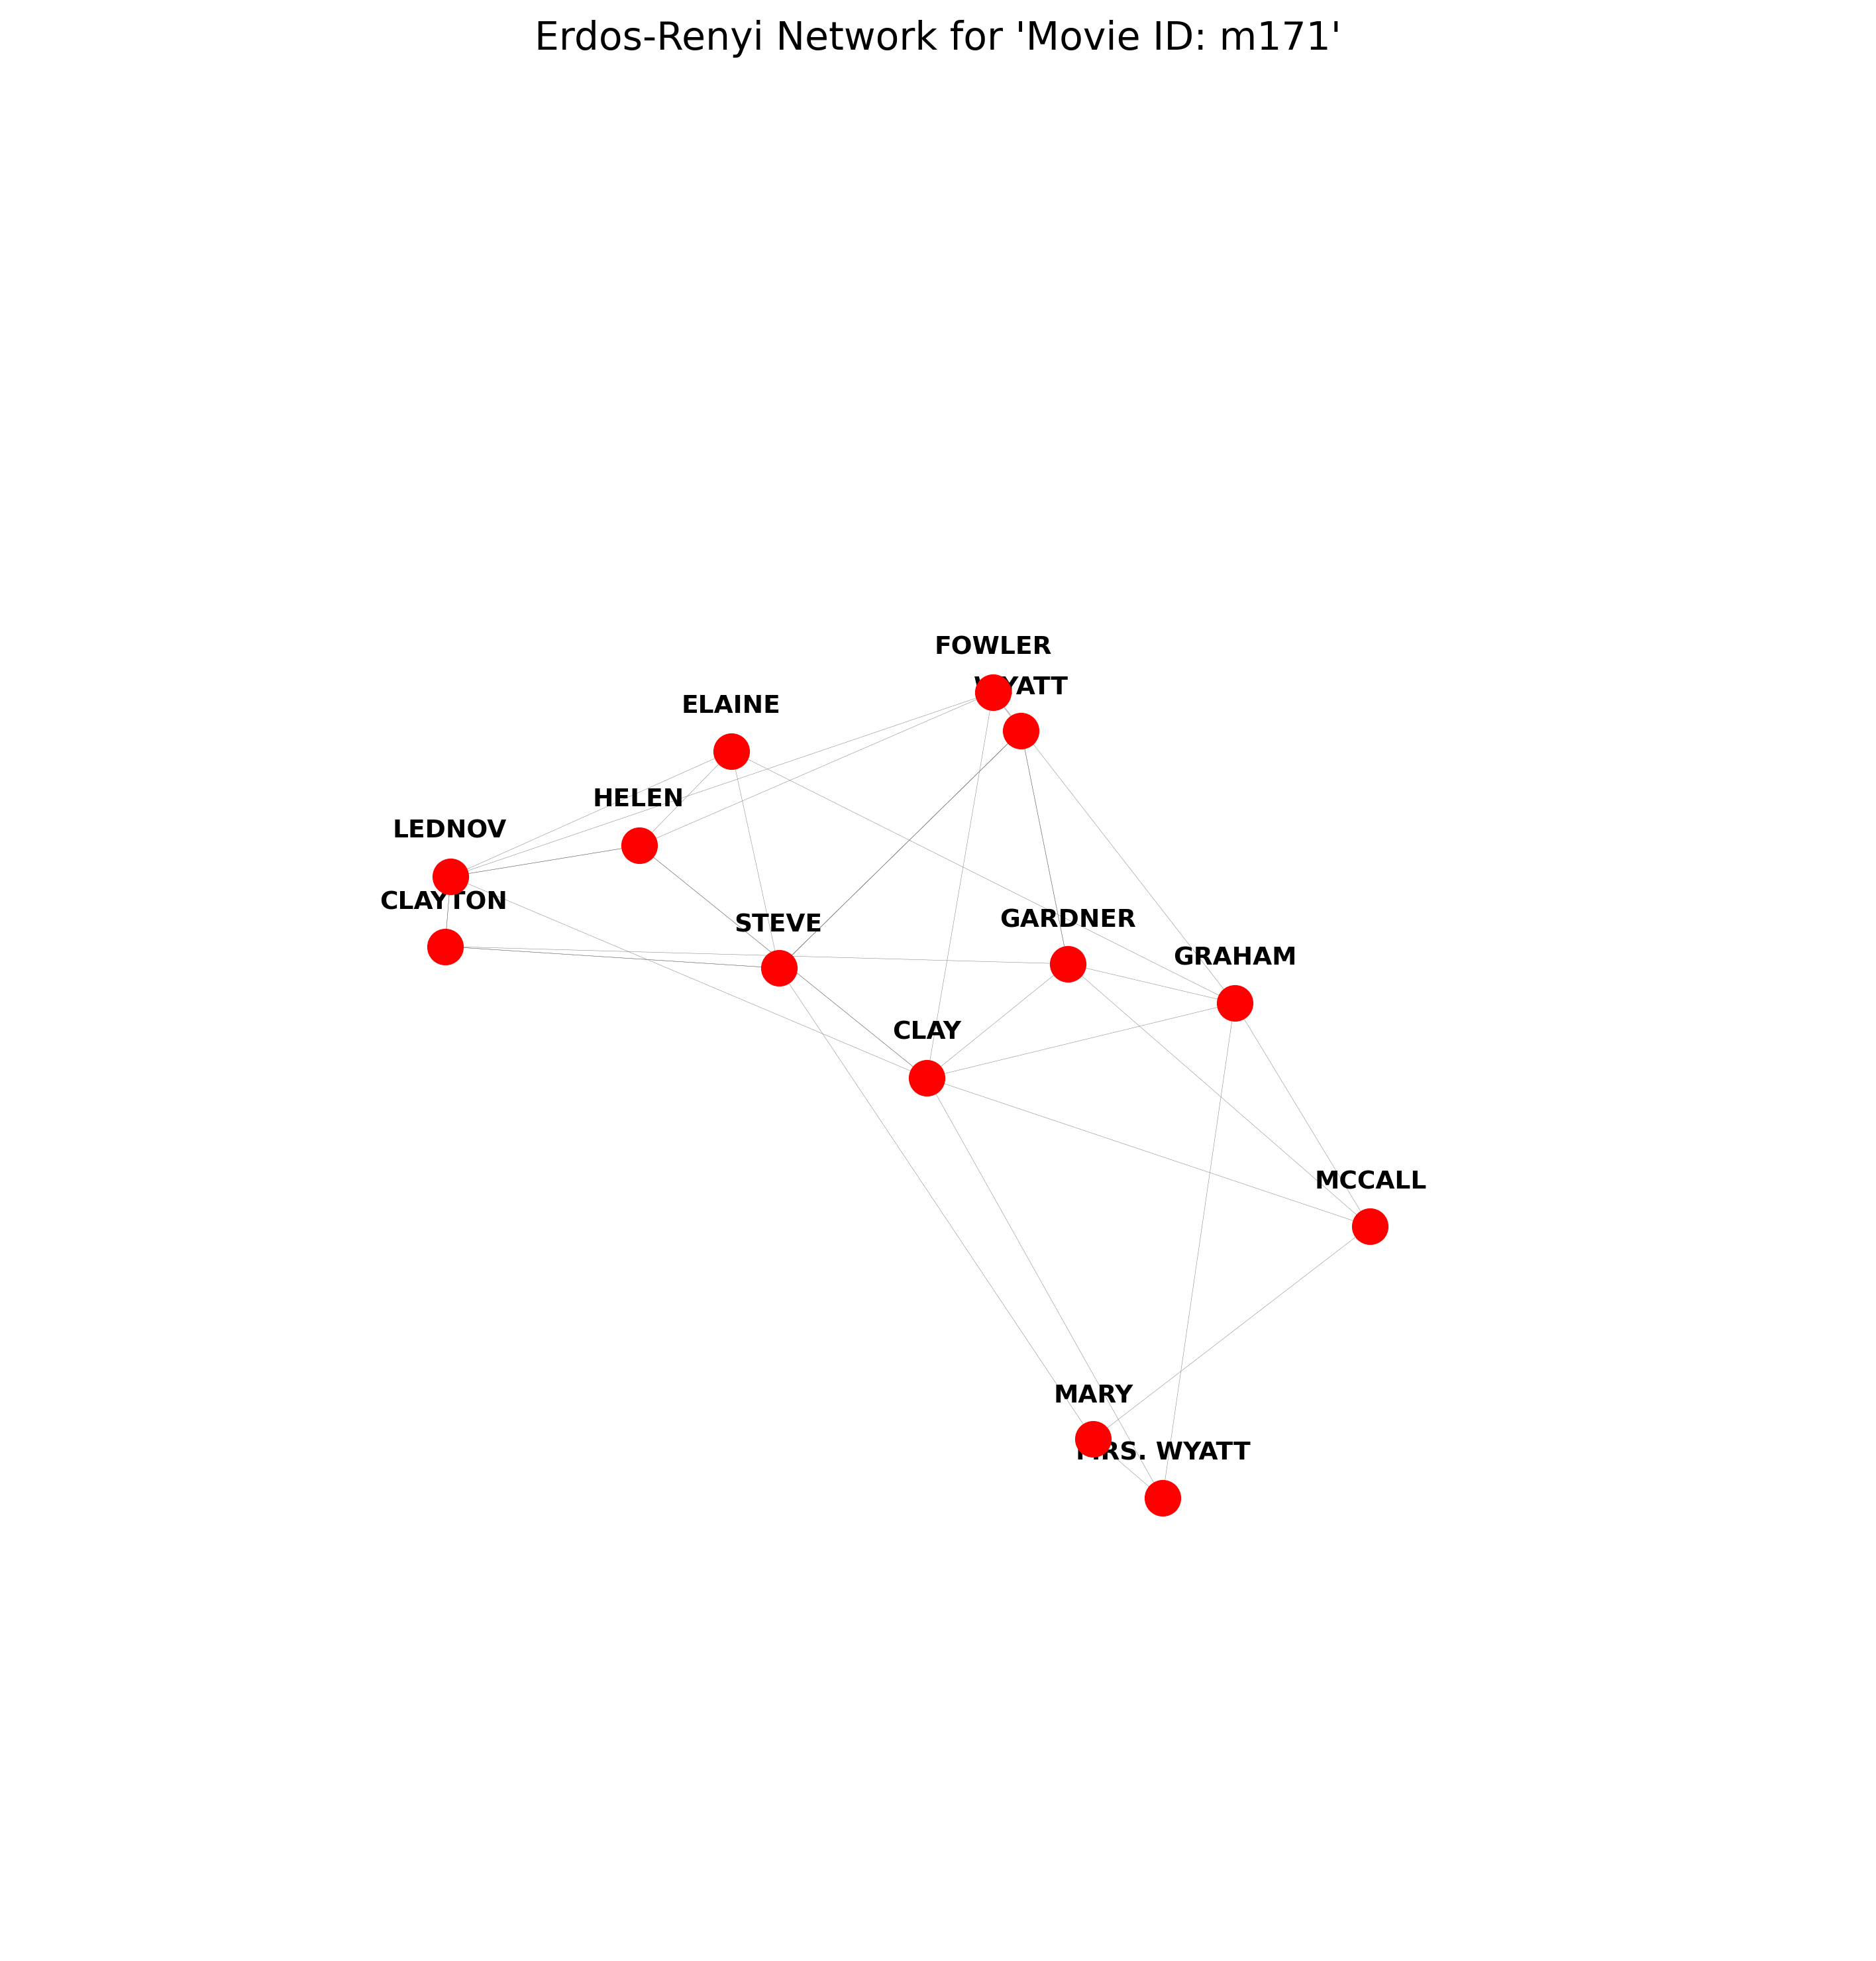 Erdos-Renyi Network for 'Movie ID: m171'
FOWLER
WYATT
ELAINE
HELEN
LEDNOV
CLAYTON
STEVE
GARDNER
GRAHAM
CLAY
MCCALL
MARY
MRS. WYATT